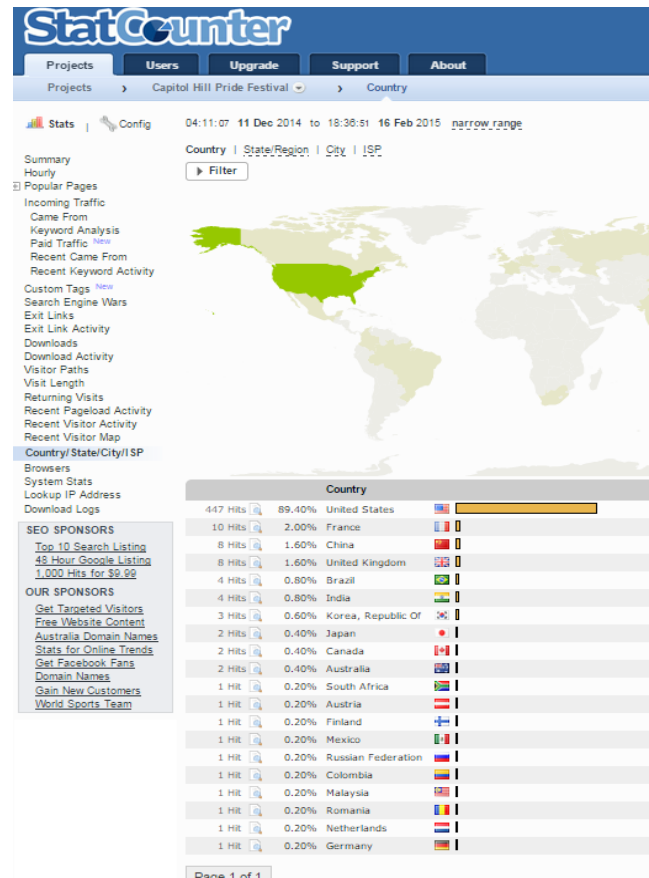 StatCounter
Projects Users Upgrade Support About
Projects › Capitol Hill Pride Festival › Country
Stats | Config
04:11:07 11 Dec 2014 to 18:36:51 16 Feb 2015 narrow range
Country | State/Region | City | ISP
Filter
Summary
Hourly
Popular Pages
Incoming Traffic
Came From
Keyword Analysis
Paid Traffic New
Recent Came From
Recent Keyword Activity
Custom Tags New
Search Engine Wars
Exit Links
Exit Link Activity
Downloads
Download Activity
Visitor Paths
Visit Length
Returning Visits
Recent Pageload Activity
Recent Visitor Activity
Recent Visitor Map
Country/State/City/ISP
Browsers
System Stats
Lookup IP Address
Download Logs
SEO SPONSORS
Top 10 Search Listing
48 Hour Google Listing
1,000 Hits for $9.99
OUR SPONSORS
Get Targeted Visitors
Free Website Content
Australia Domain Names
Stats for Online Trends
Get Facebook Fans
Domain Names
Gain New Customers
World Sports Team
Country
447 Hits 89.40% United States
10 Hits 2.00% France
8 Hits 1.60% China
8 Hits 1.60% United Kingdom
4 Hits 0.80% Brazil
4 Hits 0.80% India
3 Hits 0.60% Korea, Republic Of
2 Hits 0.40% Japan
2 Hits 0.40% Canada
2 Hits 0.40% Australia
1 Hit 0.20% South Africa
1 Hit 0.20% Austria
1 Hit 0.20% Finland
1 Hit 0.20% Mexico
1 Hit 0.20% Russian Federation
1 Hit 0.20% Colombia
1 Hit 0.20% Malaysia
1 Hit 0.20% Romania
1 Hit 0.20% Netherlands
1 Hit 0.20% Germany
Page 1 of 1